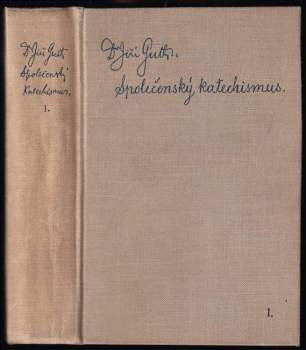 Dr Jiří Guth
Společenský
Katechismus.
I.
Dr Jiří Guth.
Společenský katechismus.
I.